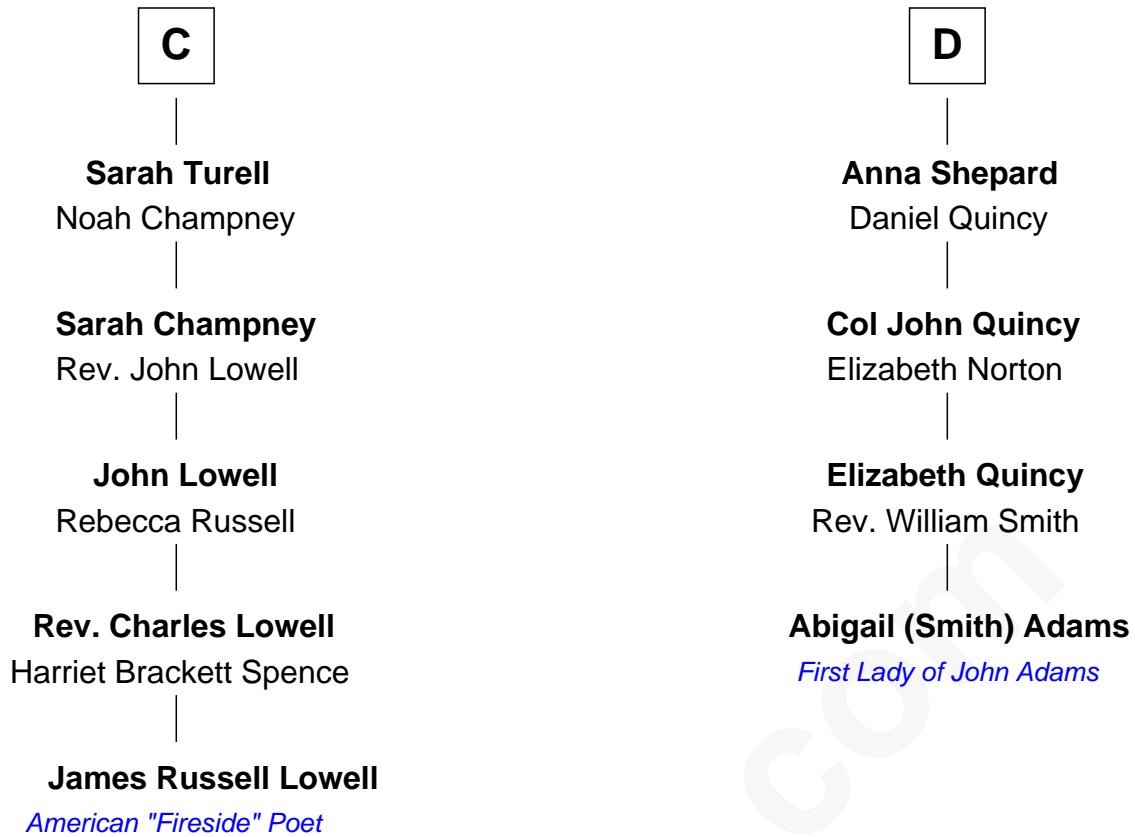 C
Sarah Turell
Noah Champney
Sarah Champney
Rev. John Lowell
John Lowell
Rebecca Russell
Rev. Charles Lowell
Harriet Brackett Spence
James Russell Lowell
American "Fireside" Poet
D
Anna Shepard
Daniel Quincy
Col John Quincy
Elizabeth Norton
Elizabeth Quincy
Rev. William Smith
Abigail (Smith) Adams
First Lady of John Adams
com